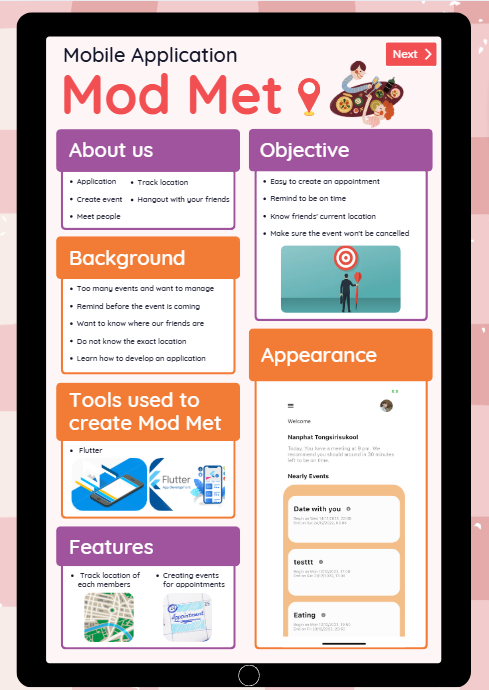 Mobile Application
Next
Mod Met
About us
• Application
• Create event
• Meet people
• Track location
• Hangout with your friends
Background
• Too many events and want to manage
• Remind before the event is coming
• Want to know where our friends are
• Do not know the exact location
• Learn how to develop an application
Tools used to
create Mod Met
• Flutter
Flutter
App Development
Features
• Track location of
each members
• Creating events
for appointments
Appointment
Objective
• Easy to create an appointment
• Remind to be on time
• Know friends' current location
• Make sure the event won't be cancelled
Appearance
Welcome
Nanphat Tongsirisukool
Today, You have a meeting at 9 pm. We
recommend you should arrived in 30 minutes
left to be on time.
Nearly Events
Date with you
testtt
Eating